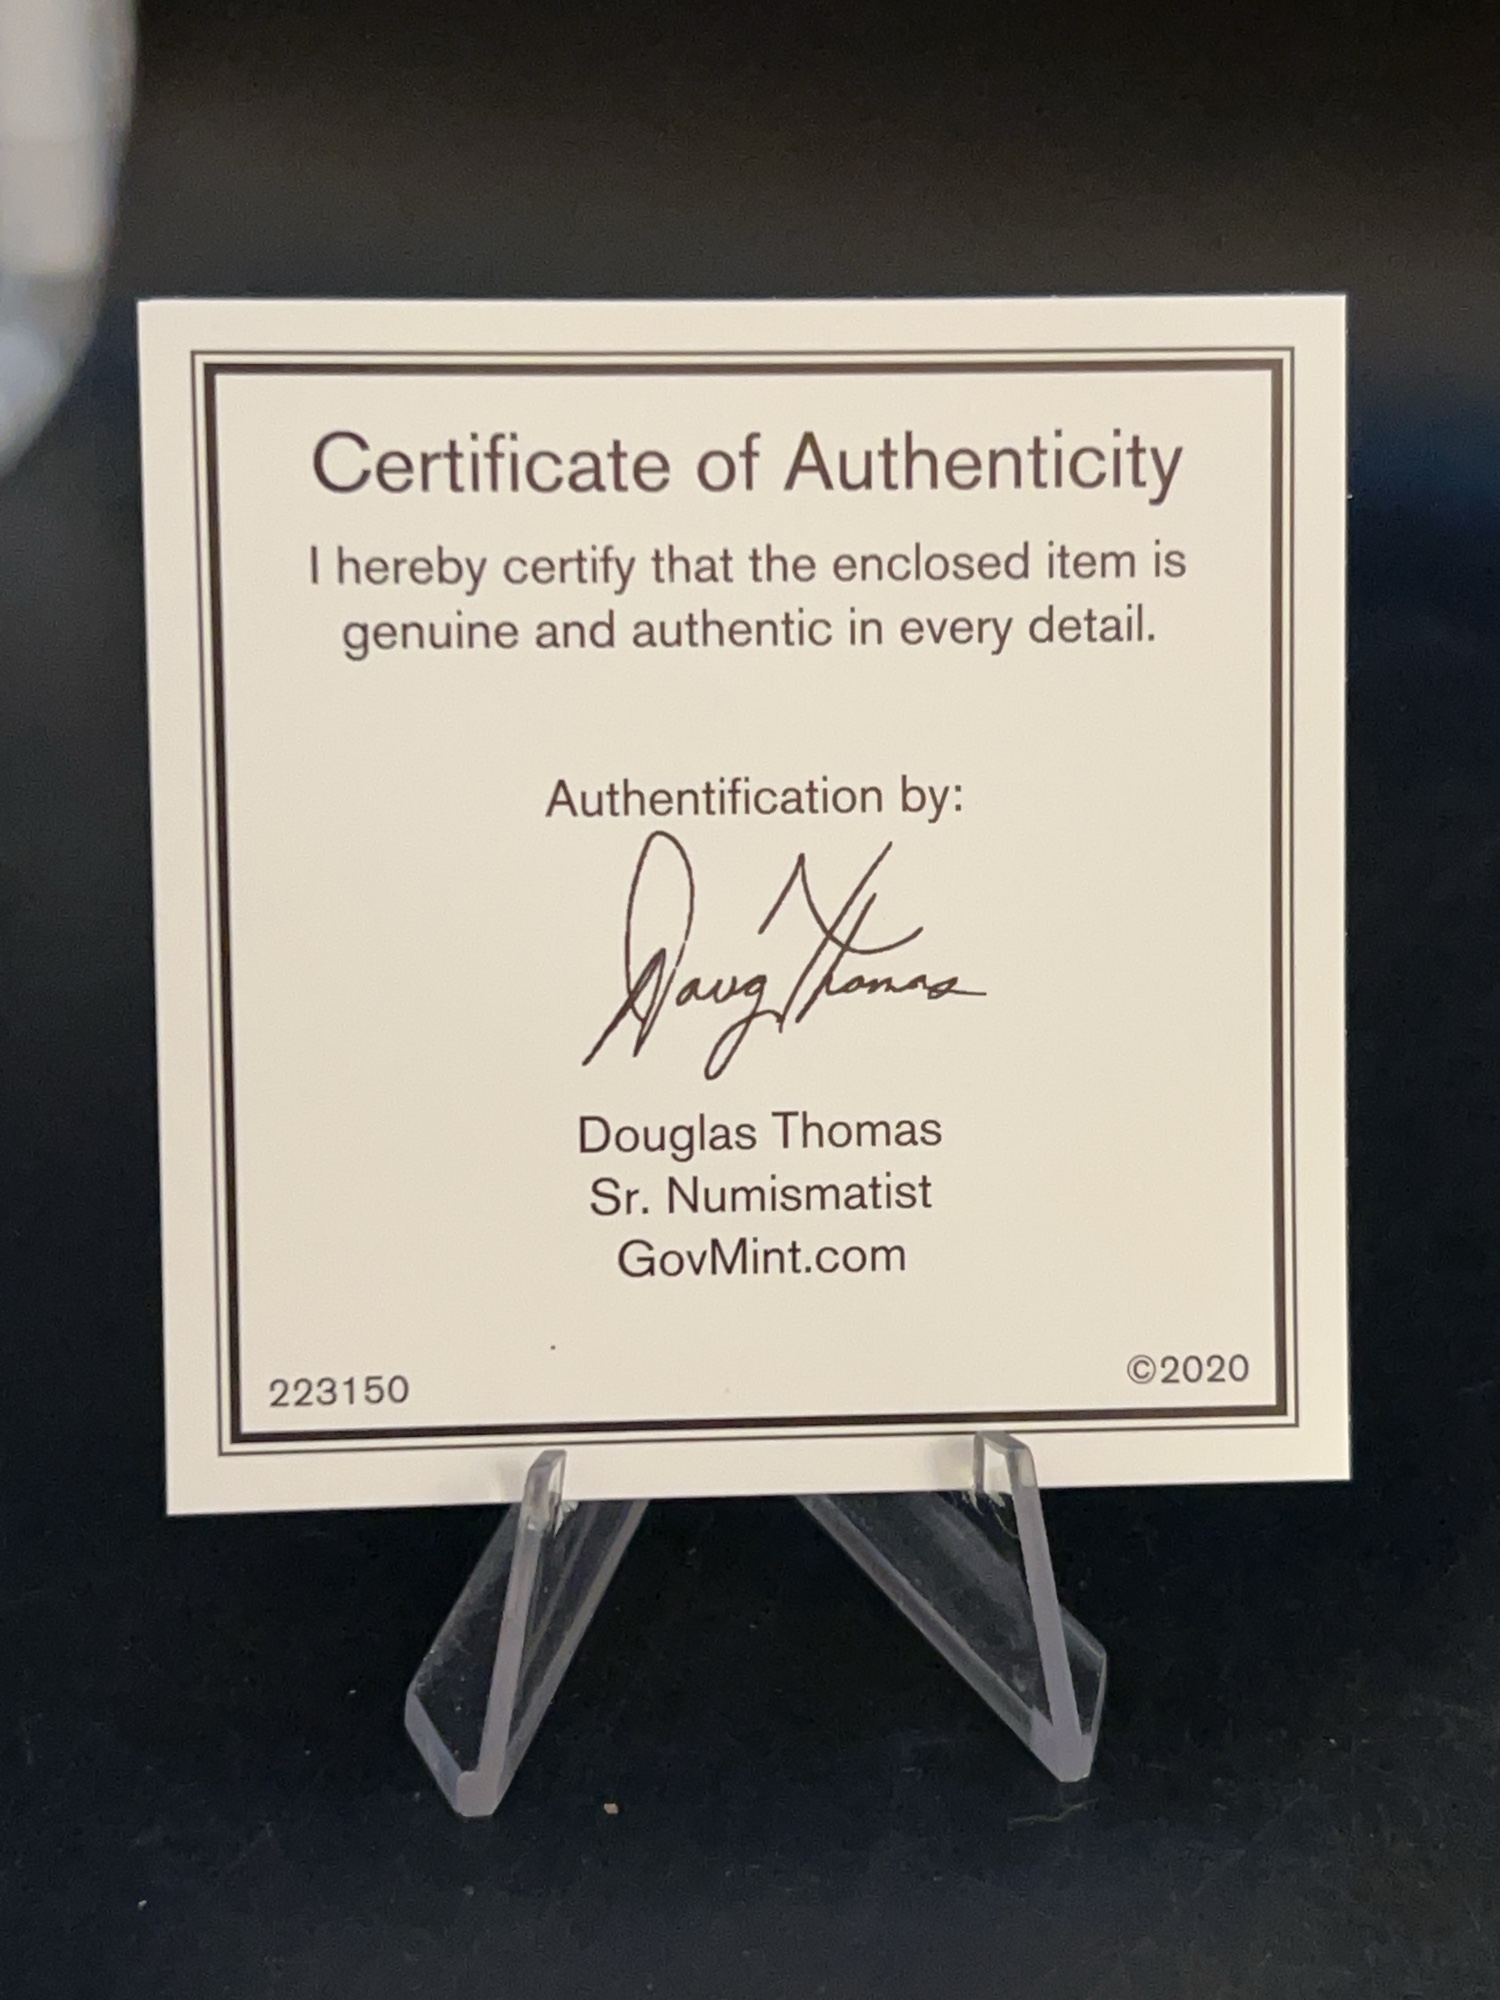 Certificate of Authenticity
I hereby certify that the enclosed item is
genuine and authentic in every detail.
Authentification by:
Doug Thomas
Douglas Thomas
Sr. Numismatist
GovMint.com
223150
©2020